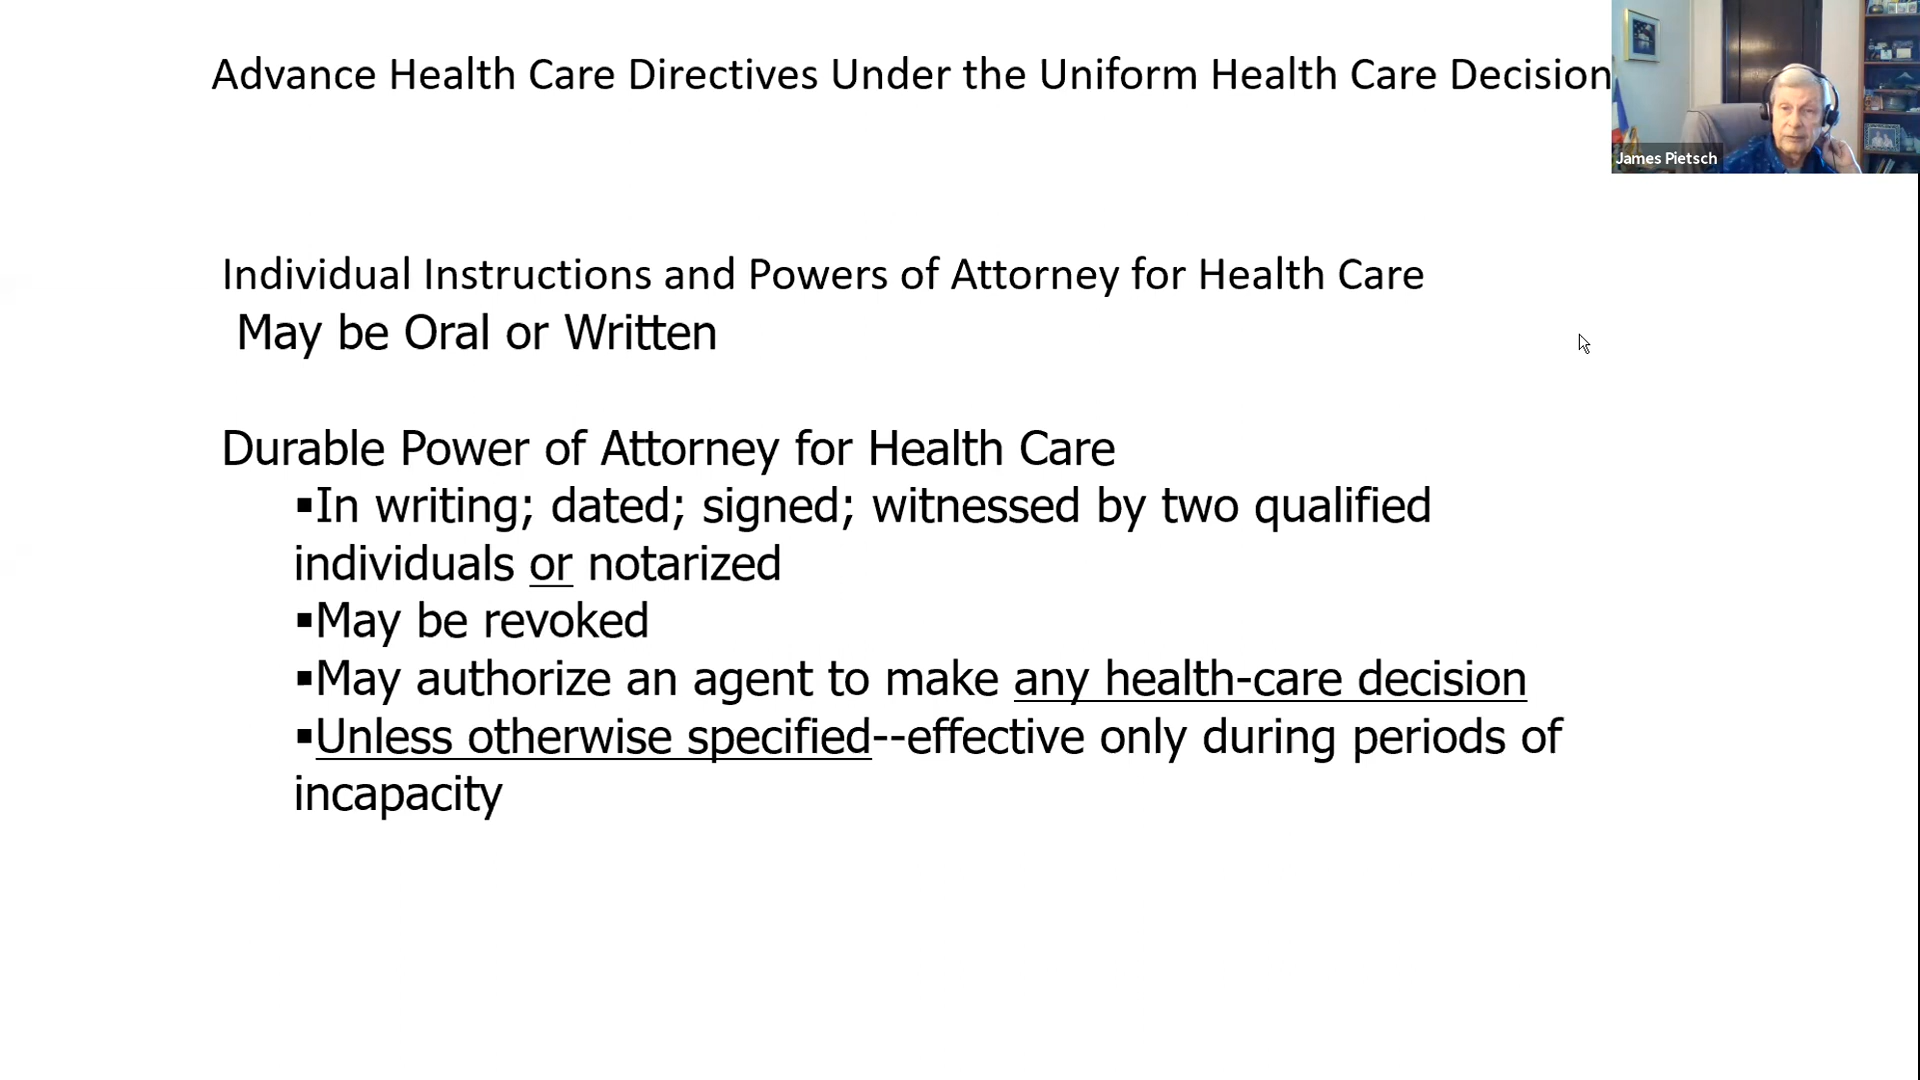 Advance Health Care Directives Under the Uniform Health Care Decision
James Pietsch
Individual Instructions and Powers of Attorney for Health Care
May be Oral or Written
Durable Power of Attorney for Health Care
▪In writing; dated; signed; witnessed by two qualified
individuals or notarized
▪May be revoked
▪May authorize an agent to make any health-care decision
▪Unless otherwise specified--effective only during periods of
incapacity